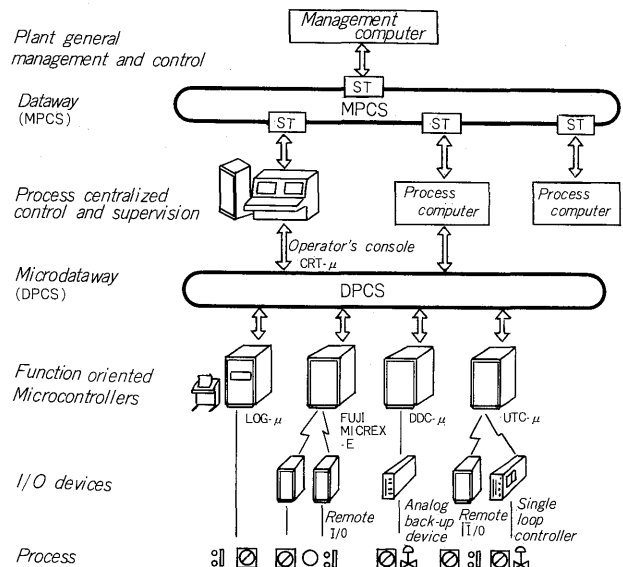 Plant general
management and control
Management
computer
ST
Dataway
(MPCS)
MPCS
ST
ST
ST
Process centralized
control and supervision
Process
computer
Process
computer
Operator's console
CRT-μ
Microdataway
(DPCS)
DPCS
Function oriented
Microcontrollers
LOG-μ
FUJI
MICREX
-E
DDC-μ
UTC-μ
I/O devices
Remote
I/O
Analog
back-up
device
Remote
I/O
Single
loop
controller
Process